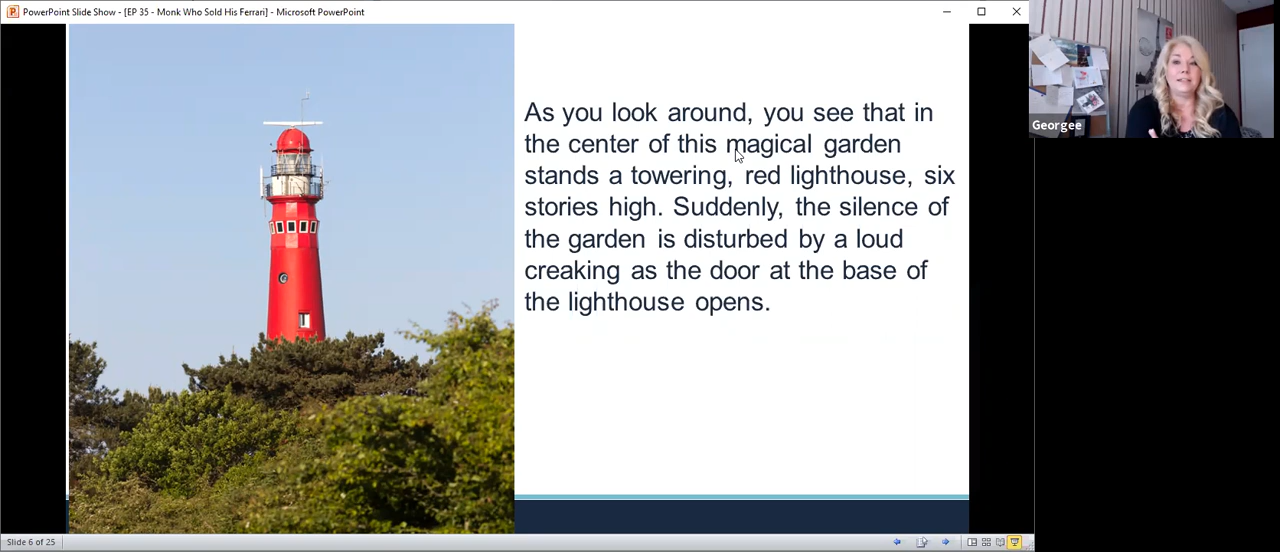 PowerPoint Slide Show - [EP 35 - Monk Who Sold His Ferrari] - Microsoft PowerPoint
As you look around, you see that in
the center of this magical garden
stands a towering, red lighthouse, six
stories high. Suddenly, the silence of
the garden is disturbed by a loud
creaking as the door at the base of
the lighthouse opens.
Georgee
Slide 6 of 25